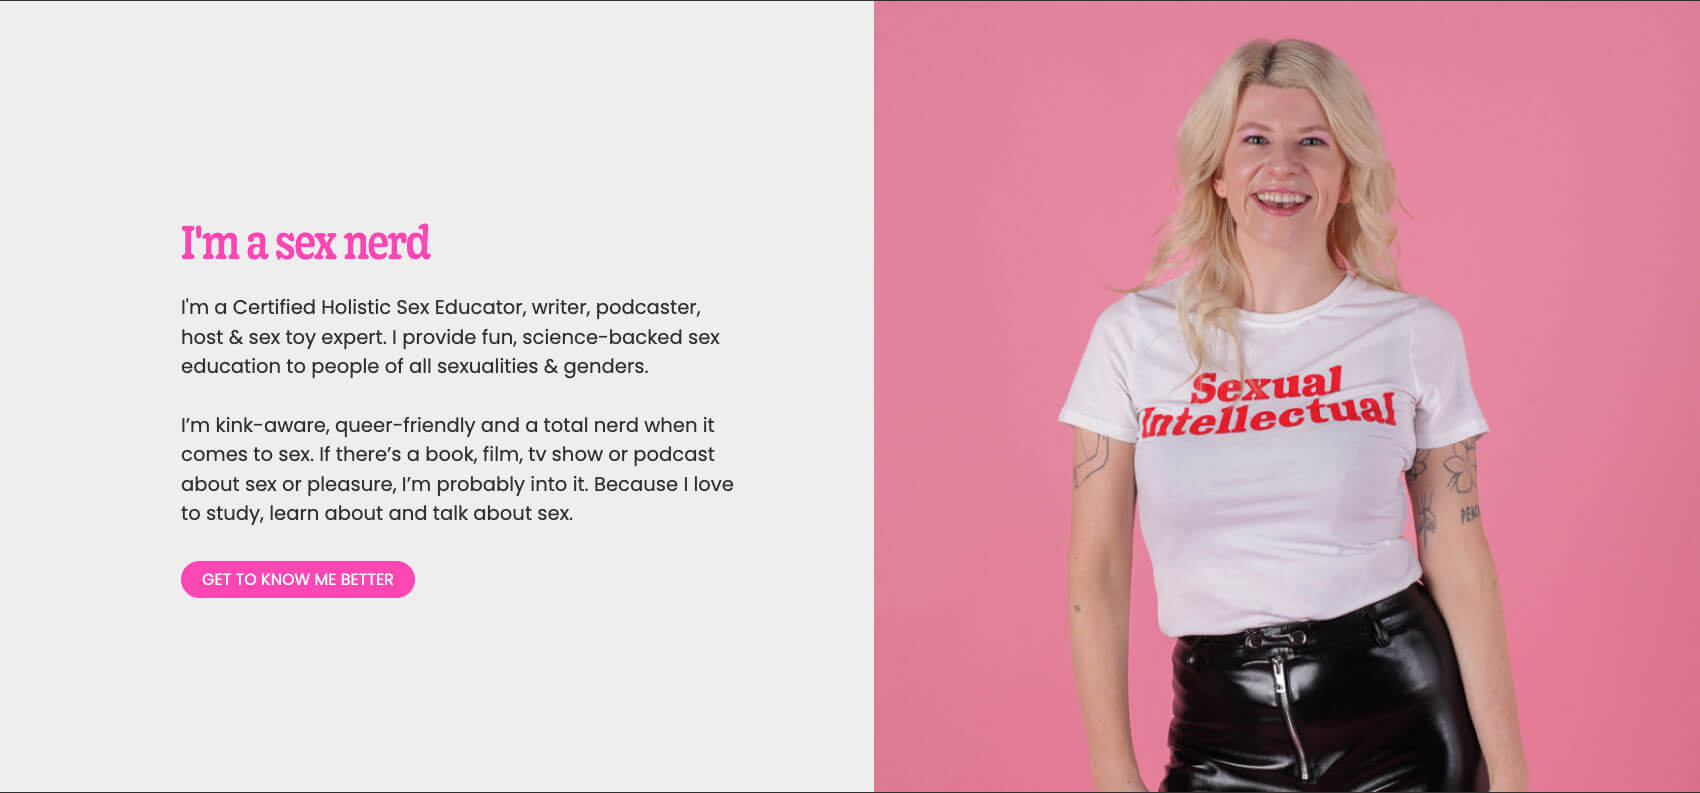 I'm a sex nerd
I'm a Certified Holistic Sex Educator, writer, podcaster,
host & sex toy expert. I provide fun, science-backed sex
education to people of all sexualities & genders.
I’m kink-aware, queer-friendly and a total nerd when it
comes to sex. If there’s a book, film, tv show or podcast
about sex or pleasure, I’m probably into it. Because I love
to study, learn about and talk about sex.
GET TO KNOW ME BETTER
Sexual
Intellectual